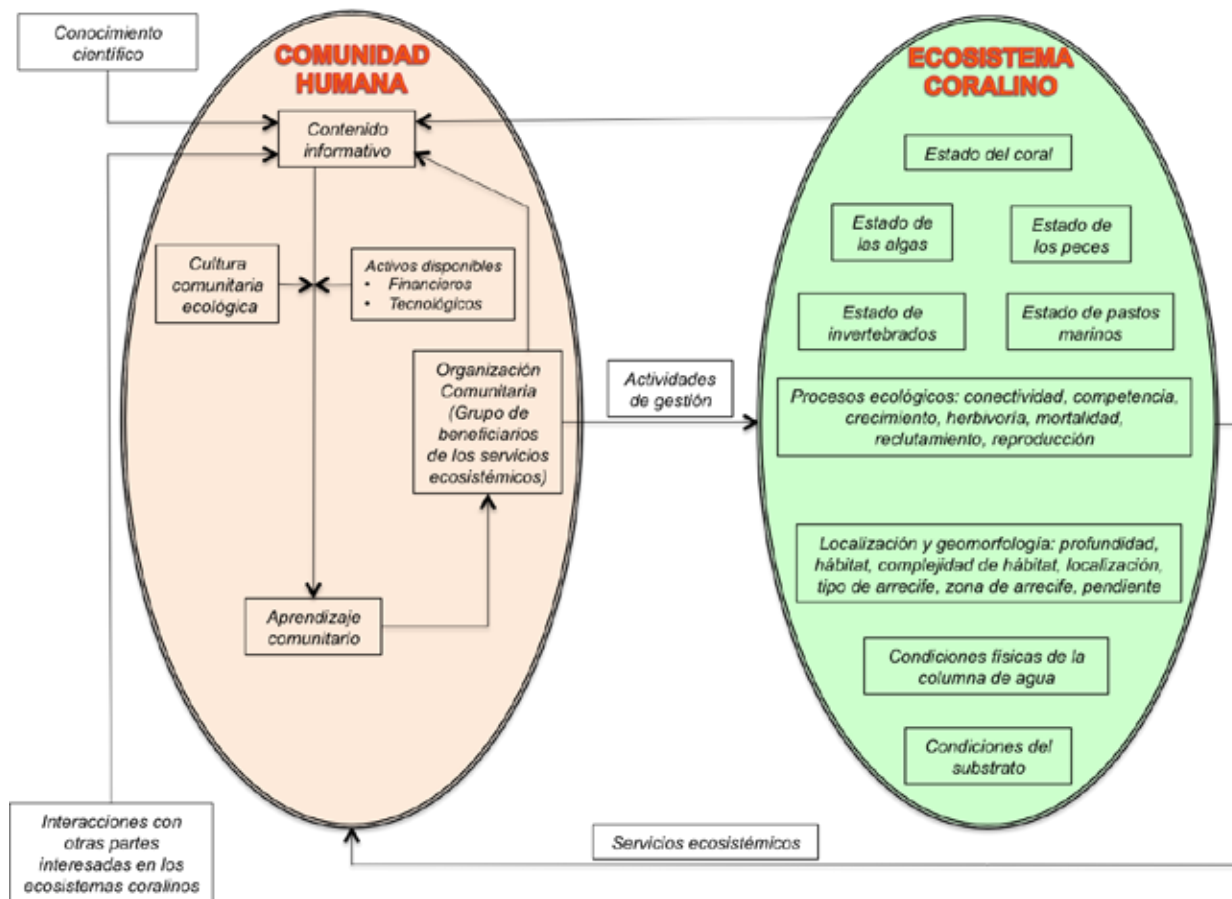 Conocimiento
científico
COMUNIDAD
HUMANA
Contenido
informativo
Cultura
comunitaria
ecológica
Activos disponibles
• Financieros
• Tecnológicos
Organización
Comunitaria
(Grupo de
beneficiarios
de los servicios
ecosistémicos)
Aprendizaje
comunitario
Interacciones con
otras partes
interesadas en los
ecosistemas coralinos
Actividades
de gestión
Servicios ecosistémicos
ECOSISTEMA
CORALINO
Estado del coral
Estado de
las algas
Estado de
los peces
Estado de
invertebrados
Estado de pastos
marinos
Procesos ecológicos: conectividad, competencia,
crecimiento, herbivoría, mortalidad,
reclutamiento, reproducción
Localización y geomorfología: profundidad,
hábitat, complejidad de hábitat, localización,
tipo de arrecife, zona de arrecife, pendiente
Condiciones físicas de la
columna de agua
Condiciones del
substrato